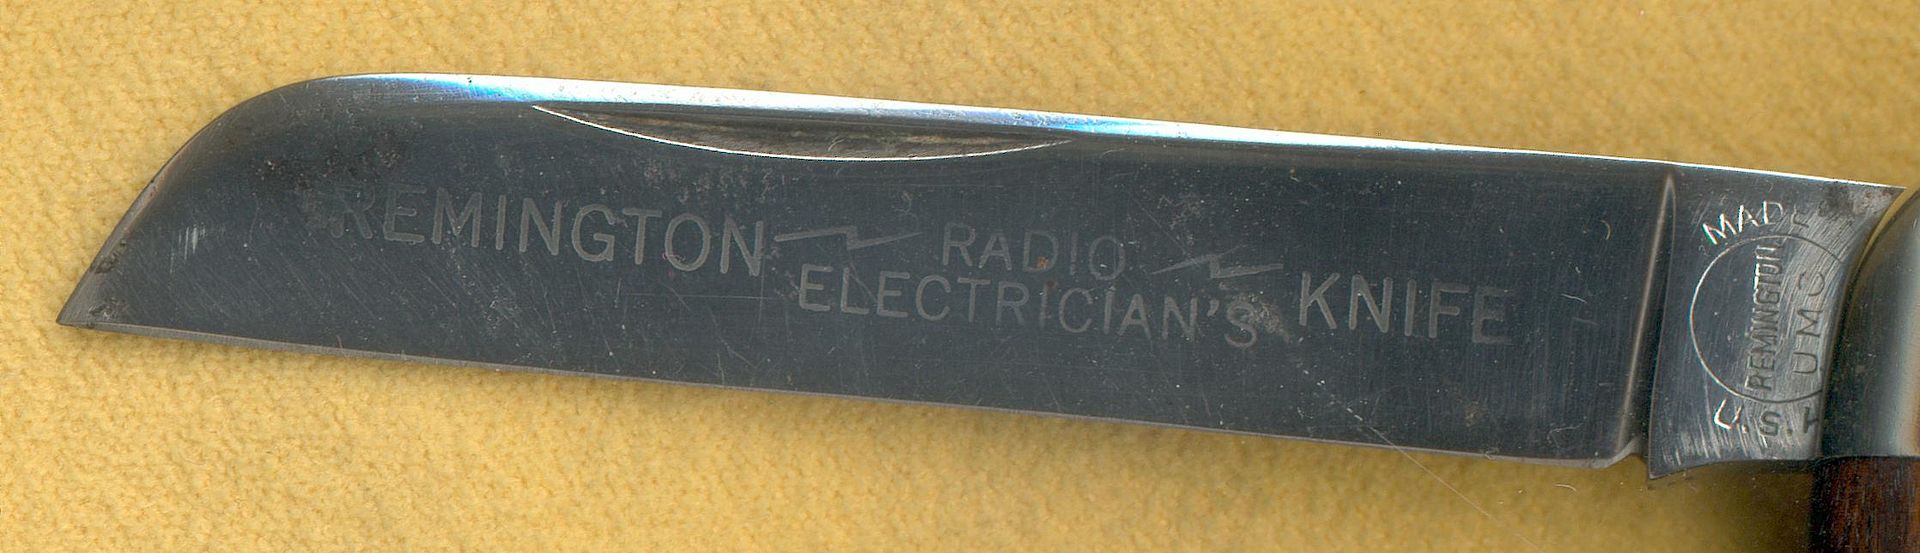 REMINGTON RADIO ELECTRICIAN'S KNIFE
MADE
REMINGTON
UMC
U.S.A